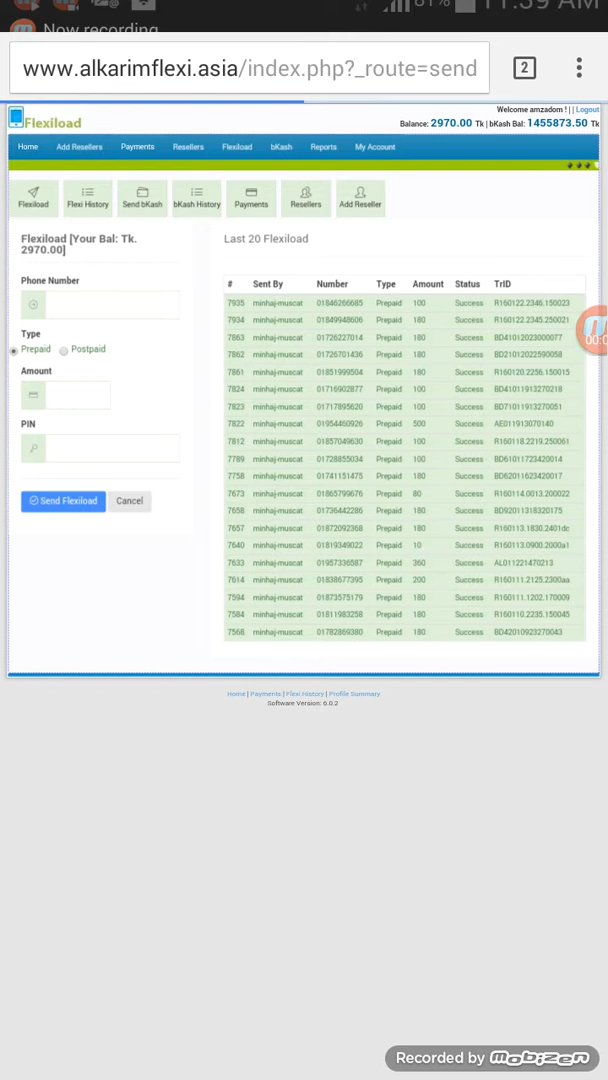 81% 11:39 AM
Now recording
www.alkarimflexi.asia/index.php?_route=send
2
Flexiload
Welcome amzadom ! | | Logout
Balance: 2970.00 Tk | bKash Bal: 1455873.50 Tk
Home Add Resellers Payments Resellers Flexiload bKash Reports My Account
Flexiload Flexi History Send bKash bKash History Payments Resellers Add Reseller
Flexiload [Your Bal: Tk. 2970.00]
Phone Number
Type
Prepaid Postpaid
Amount
PIN
Send Flexiload Cancel
Last 20 Flexiload
# Sent By Number Type Amount Status TrID
7935 minhaj-muscat 01846266685 Prepaid 100 Success R160122.2346.150023
7934 minhaj-muscat 01849948606 Prepaid 180 Success R160122.2345.250021
7863 minhaj-muscat 01726227014 Prepaid 180 Success BD41012023000077
7862 minhaj-muscat 01726701436 Prepaid 180 Success BD21012022590058
7861 minhaj-muscat 01851999504 Prepaid 180 Success R160120.2256.150015
7824 minhaj-muscat 01716902877 Prepaid 100 Success BD41011913270218
7823 minhaj-muscat 01717895620 Prepaid 100 Success BD71011913270051
7822 minhaj-muscat 01954460926 Prepaid 500 Success AE011913070140
7812 minhaj-muscat 01857049630 Prepaid 100 Success R160118.2219.250061
7789 minhaj-muscat 01728855034 Prepaid 100 Success BD61011723420014
7758 minhaj-muscat 01741151475 Prepaid 180 Success BD62011623420017
7673 minhaj-muscat 01865799676 Prepaid 80 Success R160114.0013.200022
7658 minhaj-muscat 01736442286 Prepaid 180 Success BD92011318320175
7657 minhaj-muscat 01872092368 Prepaid 180 Success R160113.1830.2401dc
7640 minhaj-muscat 01819349022 Prepaid 10 Success R160113.0900.2000a1
7633 minhaj-muscat 01957336587 Prepaid 360 Success AL011221470213
7614 minhaj-muscat 01838677395 Prepaid 200 Success R160111.2125.2300aa
7594 minhaj-muscat 01873575179 Prepaid 180 Success R160111.1202.170009
7584 minhaj-muscat 01811983258 Prepaid 180 Success R160110.2235.150045
7568 minhaj-muscat 01782869380 Prepaid 180 Success BD42010923270043
Home | Payments | Flexi History | Profile Summary
Software Version: 6.0.2
Recorded by MOBIZEN